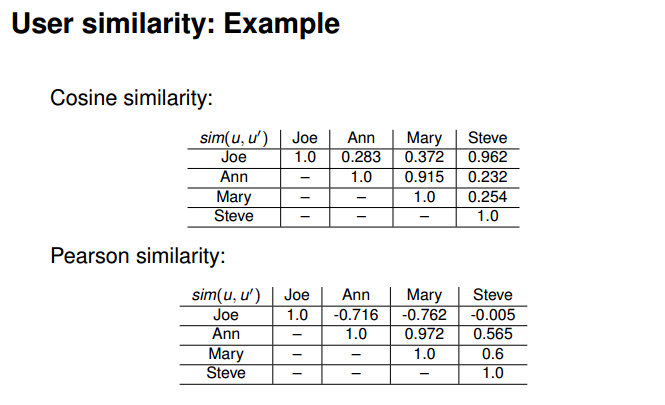 User similarity: Example
Cosine similarity:
sim(u, u′) Joe Ann Mary Steve
Joe 1.0 0.283 0.372 0.962
Ann – 1.0 0.915 0.232
Mary – – 1.0 0.254
Steve – – – 1.0
Pearson similarity:
sim(u, u′) Joe Ann Mary Steve
Joe 1.0 -0.716 -0.762 -0.005
Ann – 1.0 0.972 0.565
Mary – – 1.0 0.6
Steve – – – 1.0